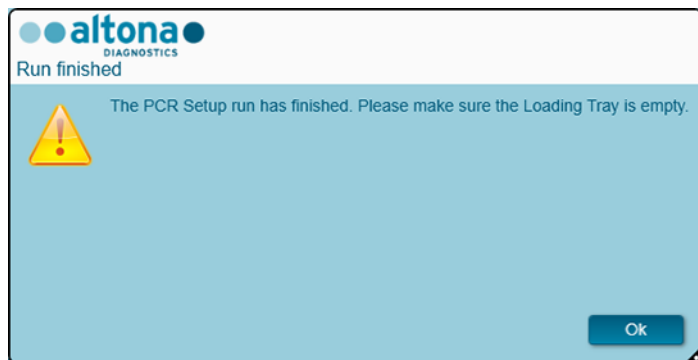 altona
DIAGNOSTICS
Run finished
The PCR Setup run has finished. Please make sure the Loading Tray is empty.
Ok